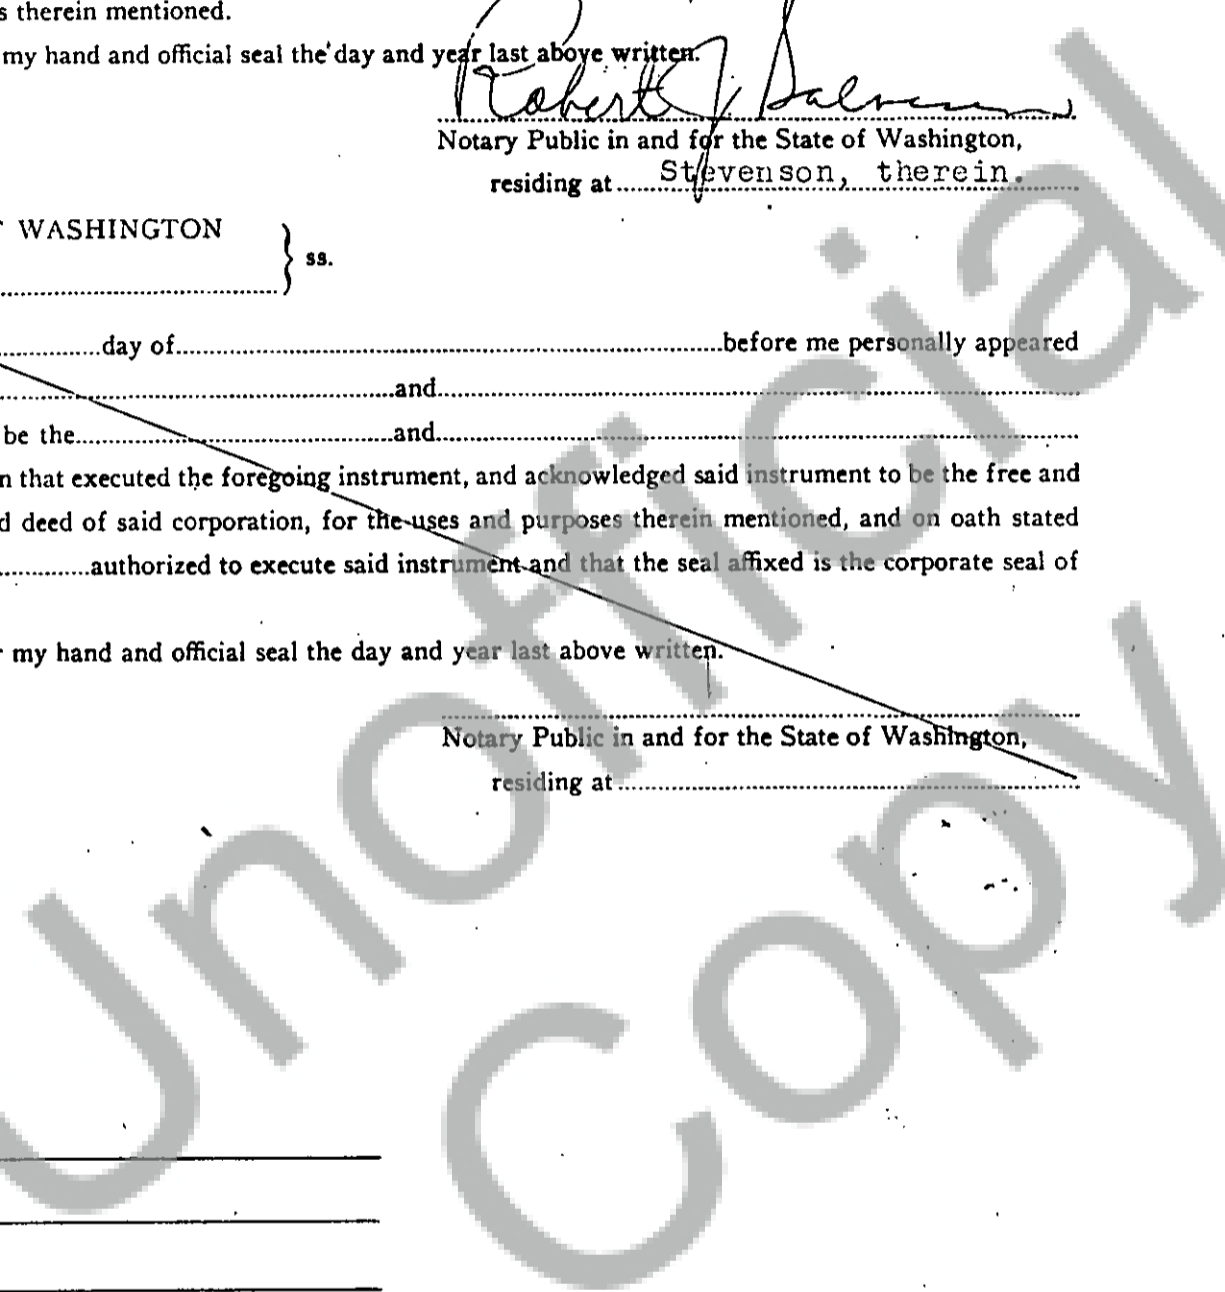 s therein mentioned.
my hand and official seal the day and year last above written.
Robert J. Salvesen
Notary Public in and for the State of Washington,
residing at Stevenson, therein.
WASHINGTON
ss.
day of before me personally appeared
and
be the and
n that executed the foregoing instrument, and acknowledged said instrument to be the free and
d deed of said corporation, for the uses and purposes therein mentioned, and on oath stated
authorized to execute said instrument and that the seal affixed is the corporate seal of
my hand and official seal the day and year last above written.
Notary Public in and for the State of Washington,
residing at
Unofficial
Copy